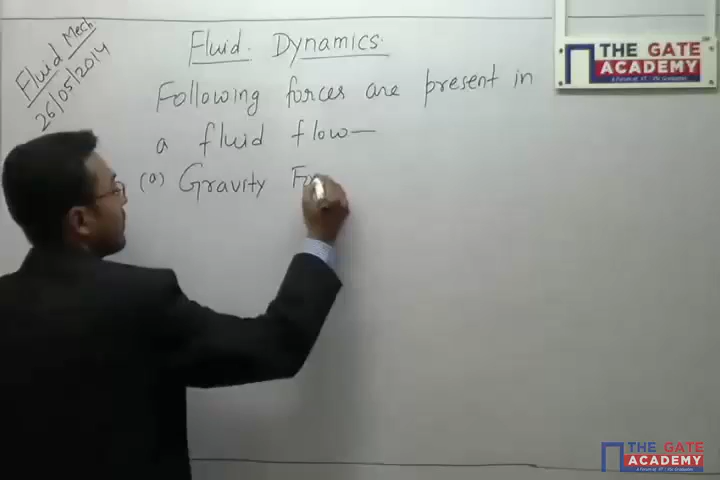 Fluid Mech
26/05/2014
Fluid Dynamics
Following forces are present in
a fluid flow—
(a) Gravity Fo
THE GATE
ACADEMY
THE GATE
ACADEMY